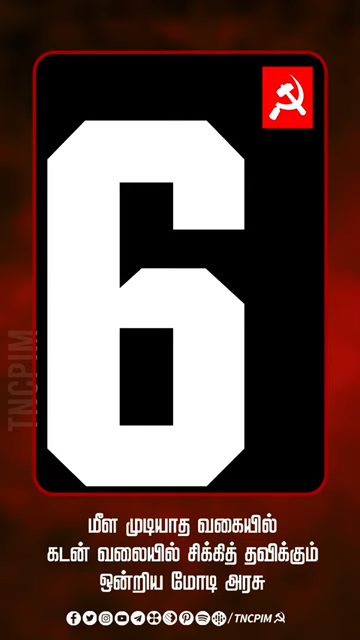 6
TNCPIM
மீள முடியாத வகையில்
கடன் வலையில் சிக்கித் தவிக்கும்
ஒன்றிய மோடி அரசு
/TNCPIM